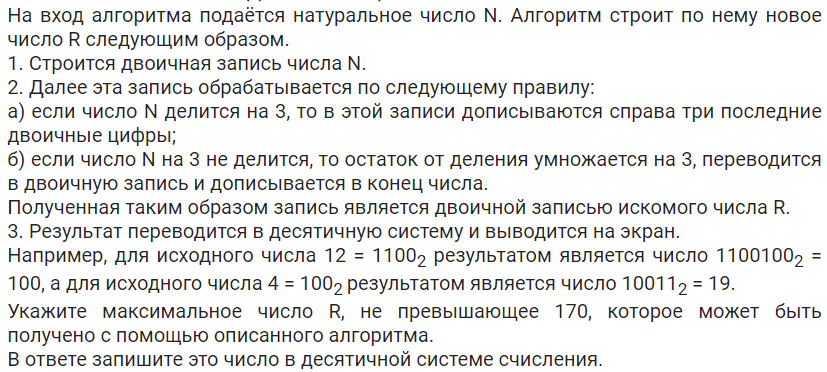 На вход алгоритма подаётся натуральное число N. Алгоритм строит по нему новое
число R следующим образом.
1. Строится двоичная запись числа N.
2. Далее эта запись обрабатывается по следующему правилу:
а) если число N делится на 3, то в этой записи дописываются справа три последние
двоичные цифры;
б) если число N на 3 не делится, то остаток от деления умножается на 3, переводится
в двоичную запись и дописывается в конец числа.
Полученная таким образом запись является двоичной записью искомого числа R.
3. Результат переводится в десятичную систему и выводится на экран.
Например, для исходного числа 12 = 1100₂ результатом является число 1100100₂ =
100, а для исходного числа 4 = 100₂ результатом является число 10011₂ = 19.
Укажите максимальное число R, не превышающее 170, которое может быть
получено с помощью описанного алгоритма.
В ответе запишите это число в десятичной системе счисления.